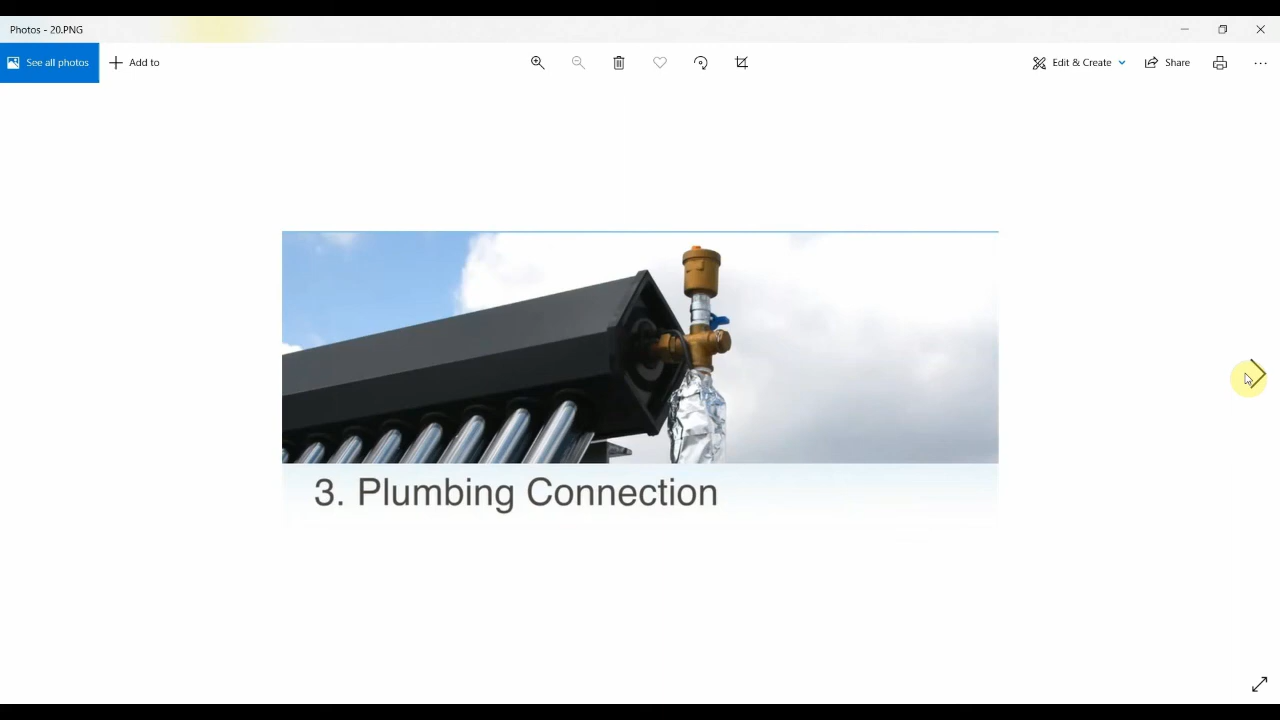 Photos - 20.PNG
See all photos
Add to
Edit & Create
Share
3. Plumbing Connection